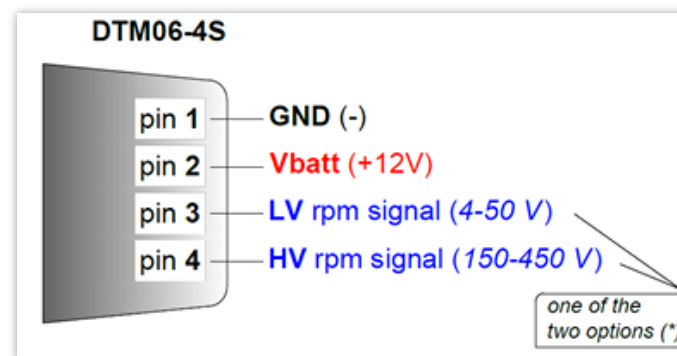 DTM06-4S
pin 1 GND (-)
pin 2 Vbatt (+12V)
pin 3 LV rpm signal (4-50 V)
pin 4 HV rpm signal (150-450 V)
one of the
two options (*)